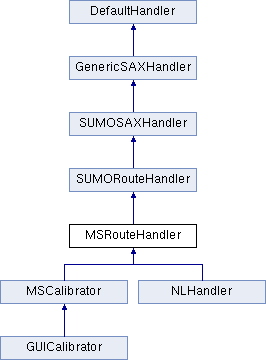 DefaultHandler
GenericSAXHandler
SUMOSAXHandler
SUMORouteHandler
MSRouteHandler
MSCalibrator
NLHandler
GUICalibrator